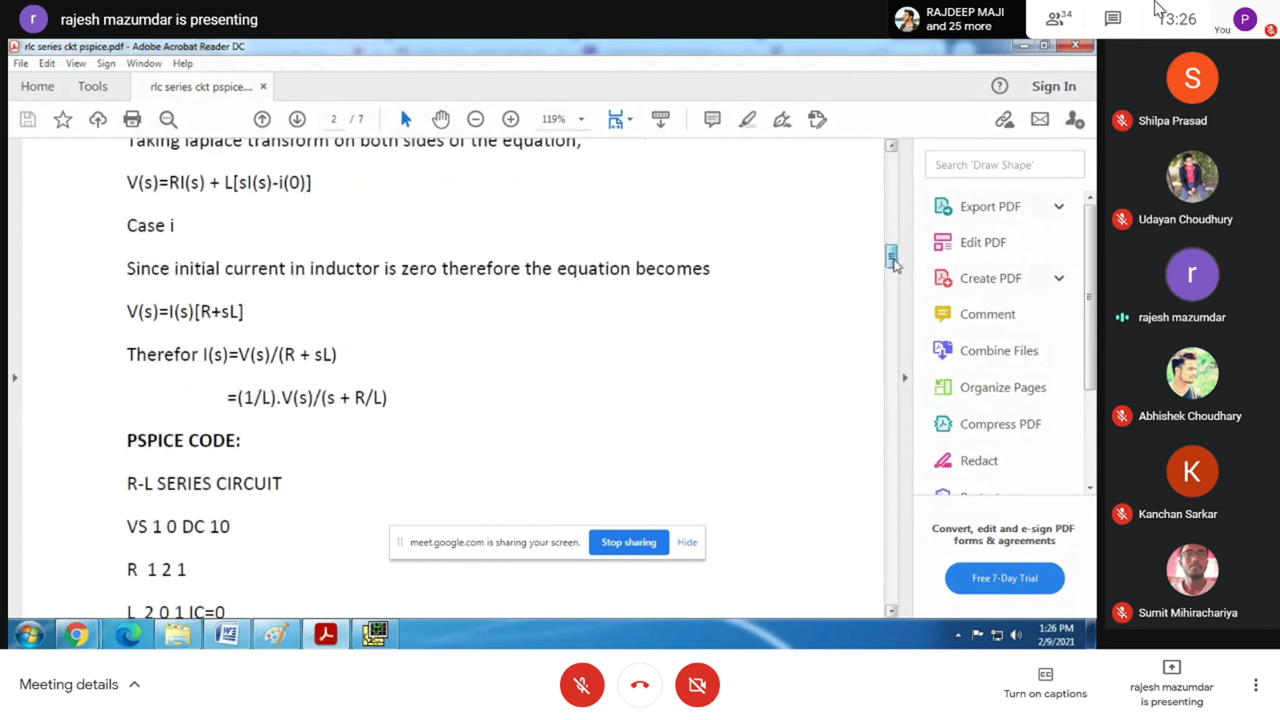 r rajesh mazumdar is presenting
RAJDEEP MAJI
and 25 more
34
13:26
You
P
rlc series ckt pspice.pdf - Adobe Acrobat Reader DC
File Edit View Sign Window Help
Home Tools rlc series ckt pspice.... × ? Sign In
2 / 7 119%
Taking laplace transform on both sides of the equation,
V(s)=RI(s) + L[sI(s)-i(0)]
Case i
Since initial current in inductor is zero therefore the equation becomes
V(s)=I(s)[R+sL]
Therefor I(s)=V(s)/(R + sL)
=(1/L).V(s)/(s + R/L)
PSPICE CODE:
R-L SERIES CIRCUIT
VS 1 0 DC 10
R 1 2 1
L 2 0 1 IC=0
meet.google.com is sharing your screen. Stop sharing Hide
Search 'Draw Shape'
Export PDF
Edit PDF
Create PDF
Comment
Combine Files
Organize Pages
Compress PDF
Redact
Convert, edit and e-sign PDF
forms & agreements
Free 7-Day Trial
1:26 PM
2/9/2021
S
Shilpa Prasad
Udayan Choudhury
r
rajesh mazumdar
Abhishek Choudhary
K
Kanchan Sarkar
Sumit Mihirachariya
Meeting details
Turn on captions
rajesh mazumdar
is presenting